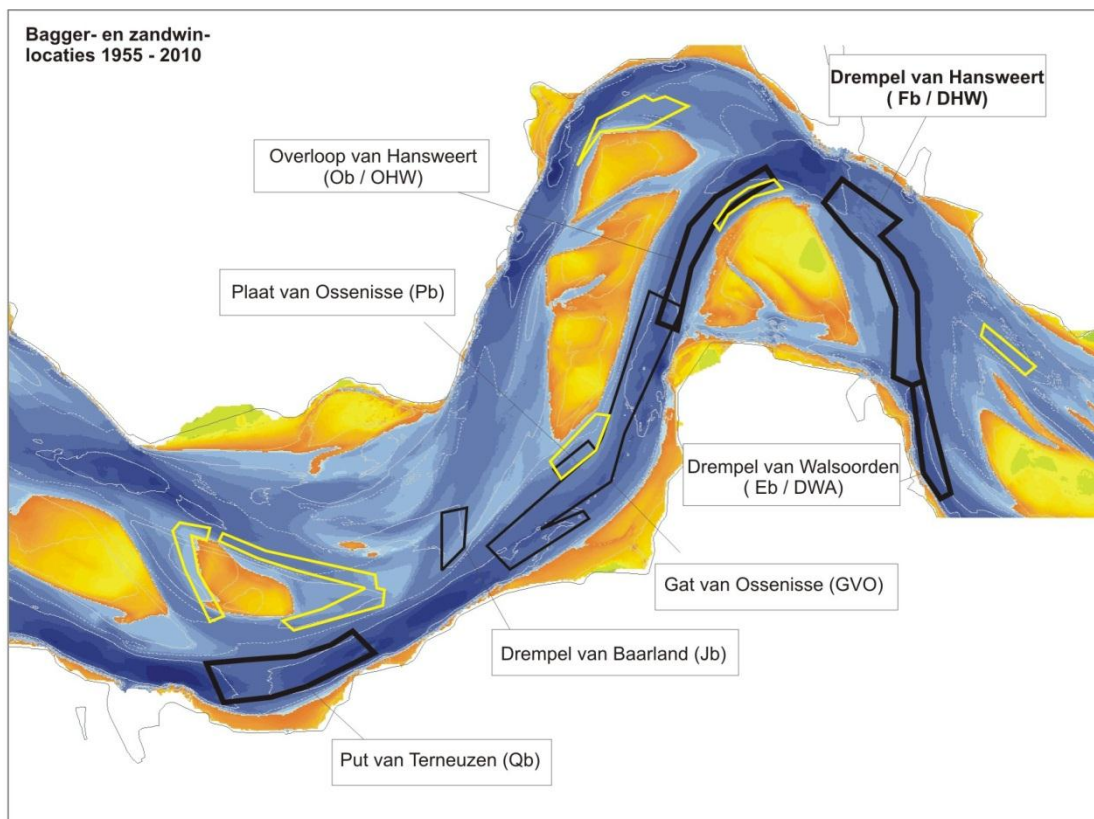 Bagger- en zandwin-
locaties 1955 - 2010
Drempel van Hansweert
( Fb / DHW)
Overloop van Hansweert
(Ob / OHW)
Plaat van Ossenisse (Pb)
Drempel van Walsoorden
( Eb / DWA)
Gat van Ossenisse (GVO)
Drempel van Baarland (Jb)
Put van Terneuzen (Qb)